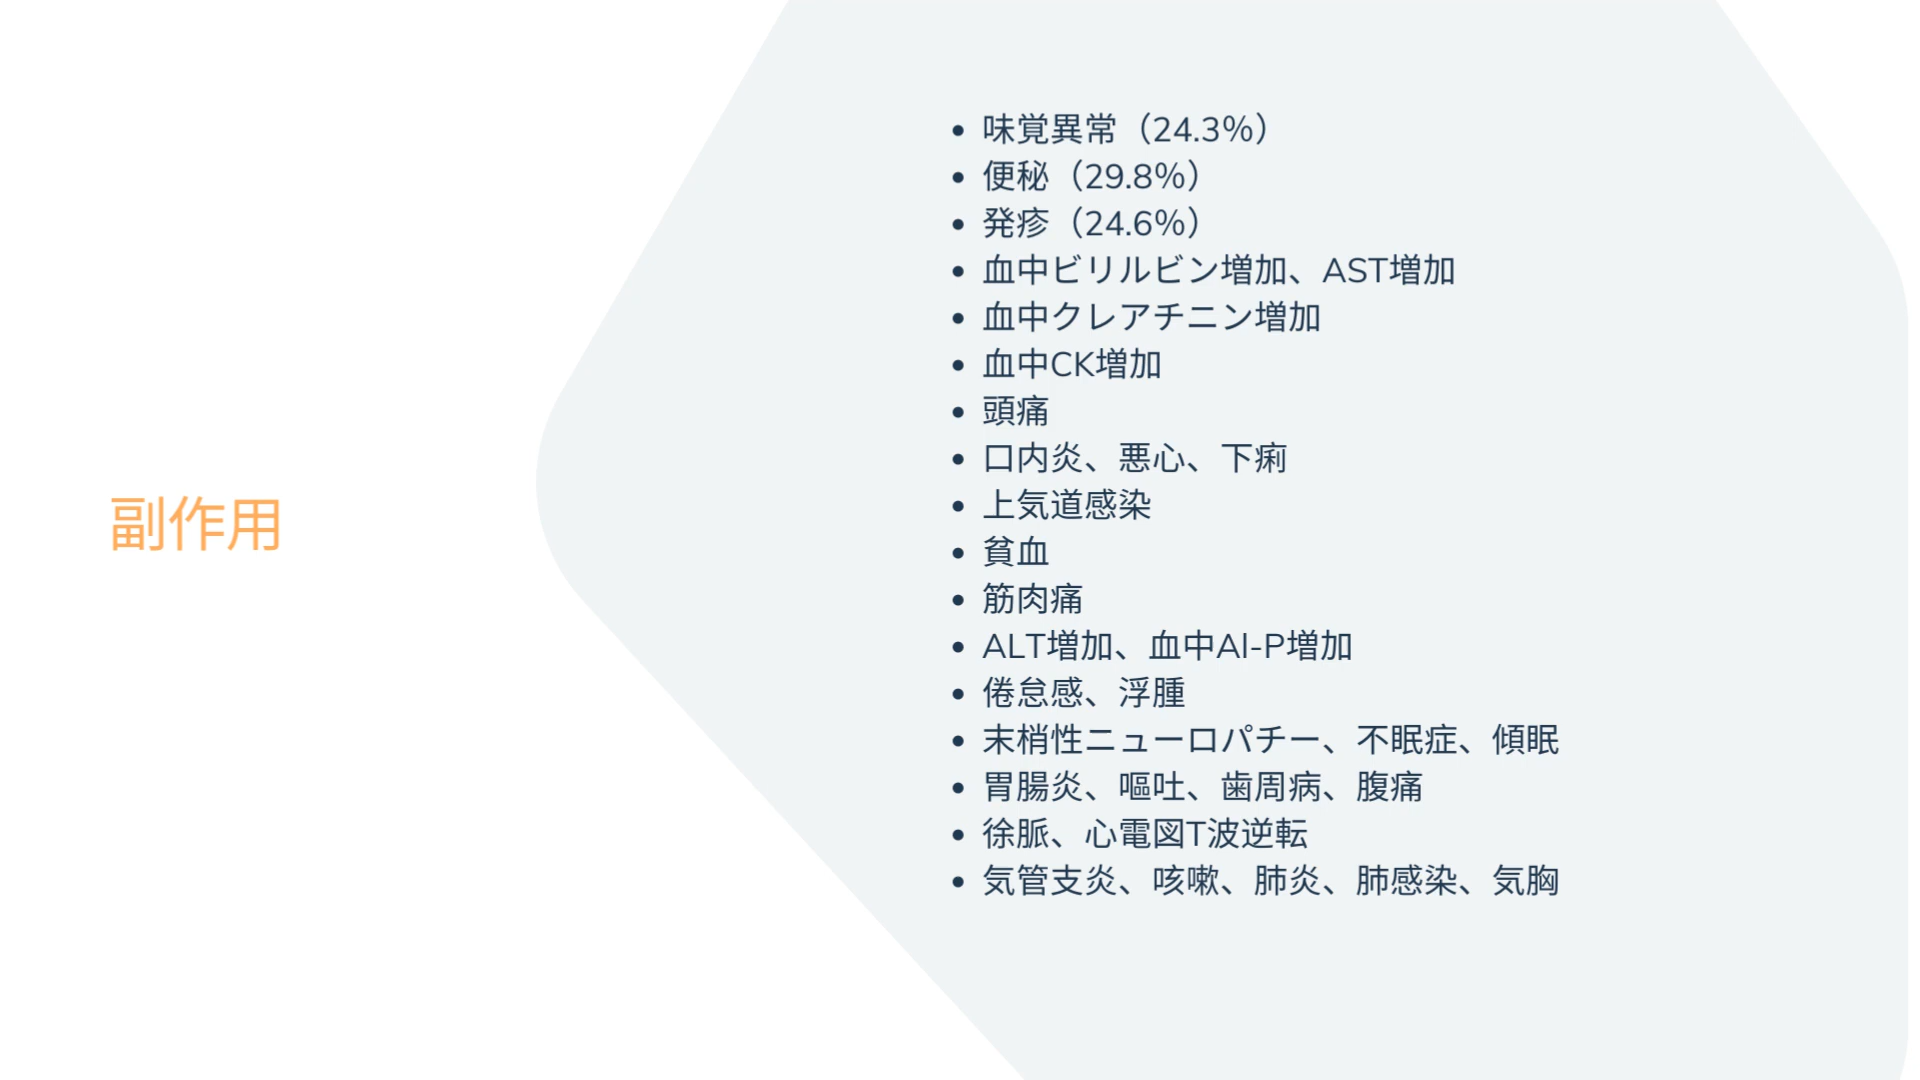 副作用
味覚異常（24.3%）
便秘（29.8%）
発疹（24.6%）
血中ビリルビン増加、AST増加
血中クレアチニン増加
血中CK増加
頭痛
口内炎、悪心、下痢
上気道感染
貧血
筋肉痛
ALT増加、血中Al-P増加
倦怠感、浮腫
末梢性ニューロパチー、不眠症、傾眠
胃腸炎、嘔吐、歯周病、腹痛
徐脈、心電図T波逆転
気管支炎、咳嗽、肺炎、肺感染、気胸